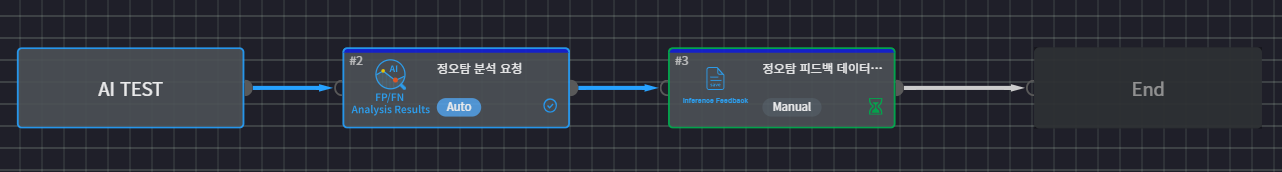 AI TEST
#2
AI
FP/FN
Analysis Results
정오탐 분석 요청
Auto
#3
Inference Feedback
정오탐 피드백 데이터…
Manual
End